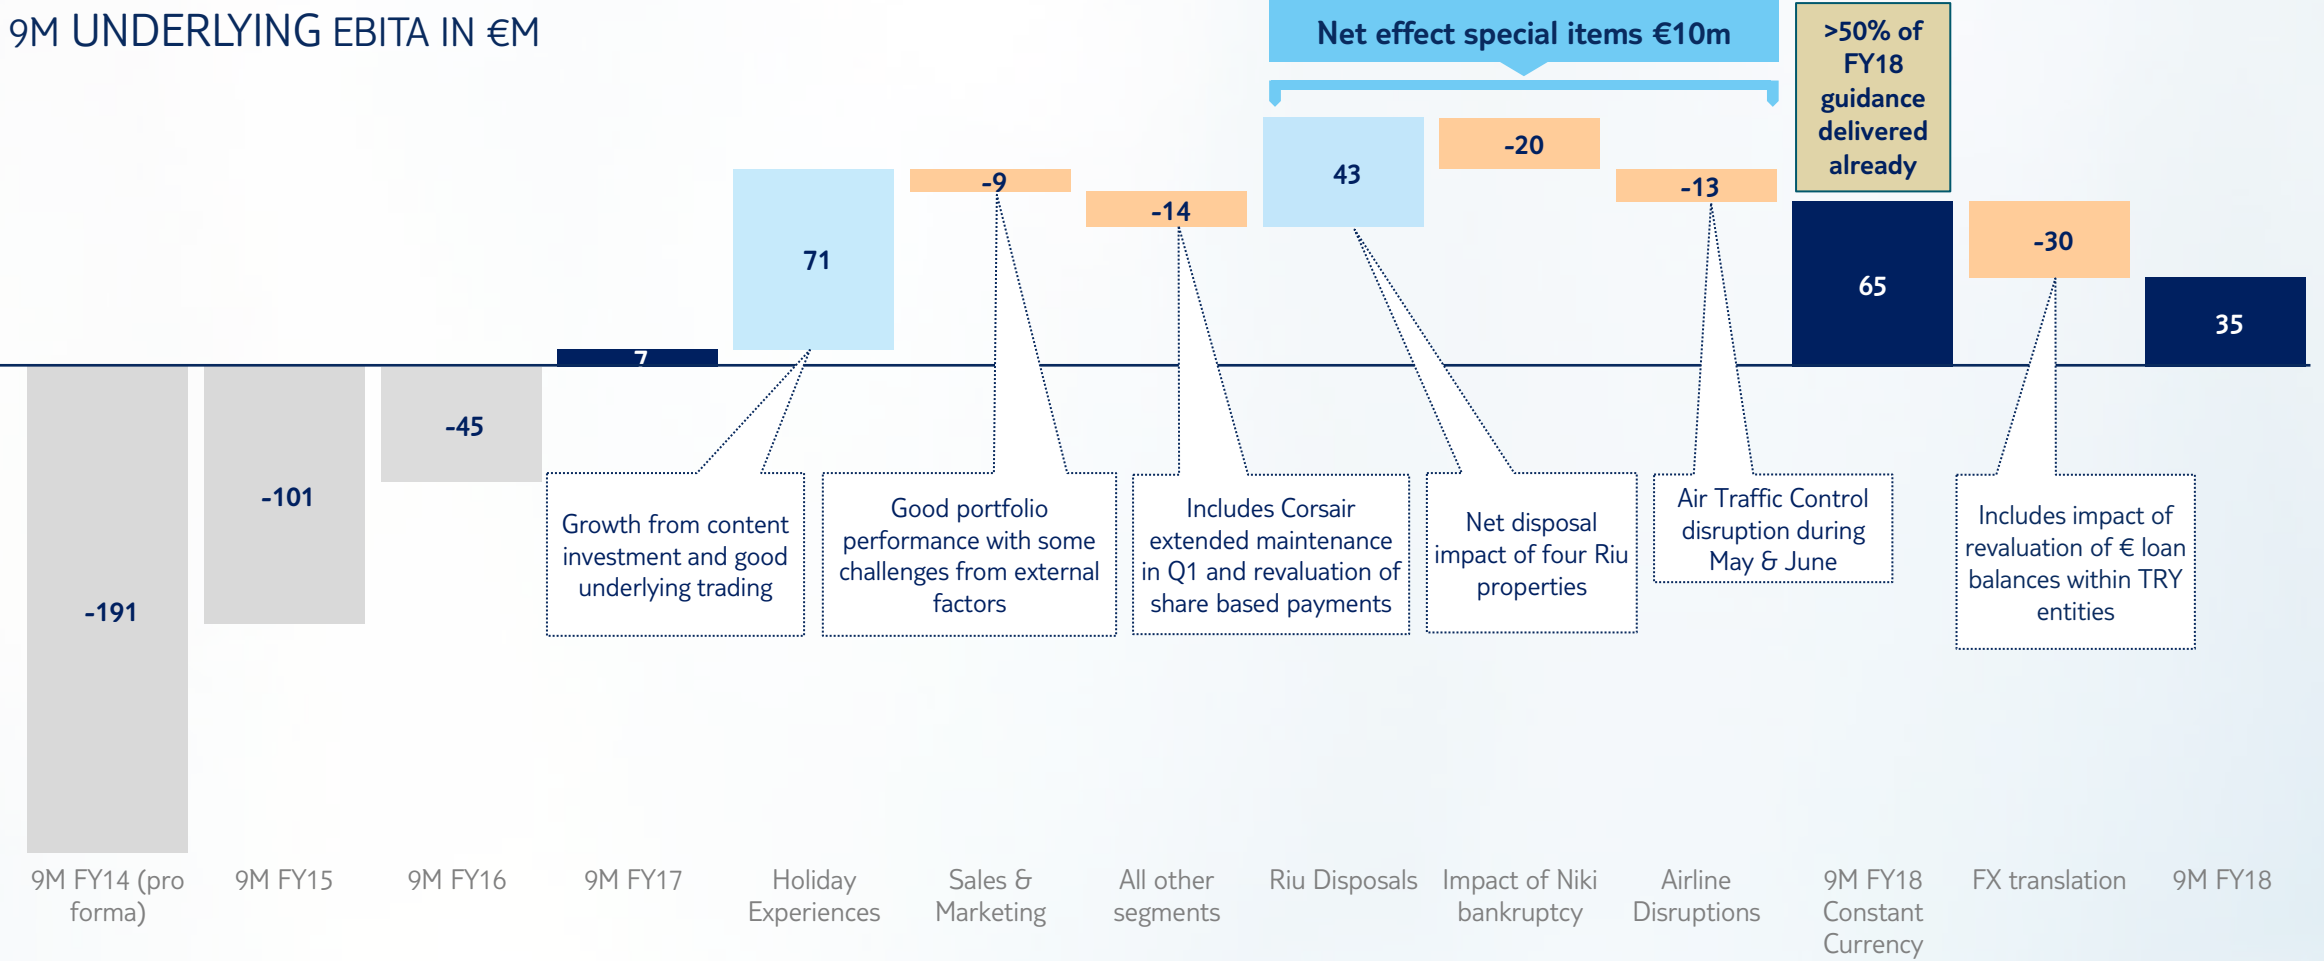 9M UNDERLYING EBITA IN €M
Net effect special items €10m
>50% of
FY18
guidance
delivered
already
-191
-101
-45
7
71
-9
-14
43
-20
-13
65
-30
35
Growth from content
investment and good
underlying trading
Good portfolio
performance with some
challenges from external
factors
Includes Corsair
extended maintenance
in Q1 and revaluation of
share based payments
Net disposal
impact of four Riu
properties
Air Traffic Control
disruption during
May & June
Includes impact of
revaluation of € loan
balances within TRY
entities
9M FY14 (pro
forma)
9M FY15
9M FY16
9M FY17
Holiday
Experiences
Sales &
Marketing
All other
segments
Riu Disposals
Impact of Niki
bankruptcy
Airline
Disruptions
9M FY18
Constant
Currency
FX translation
9M FY18